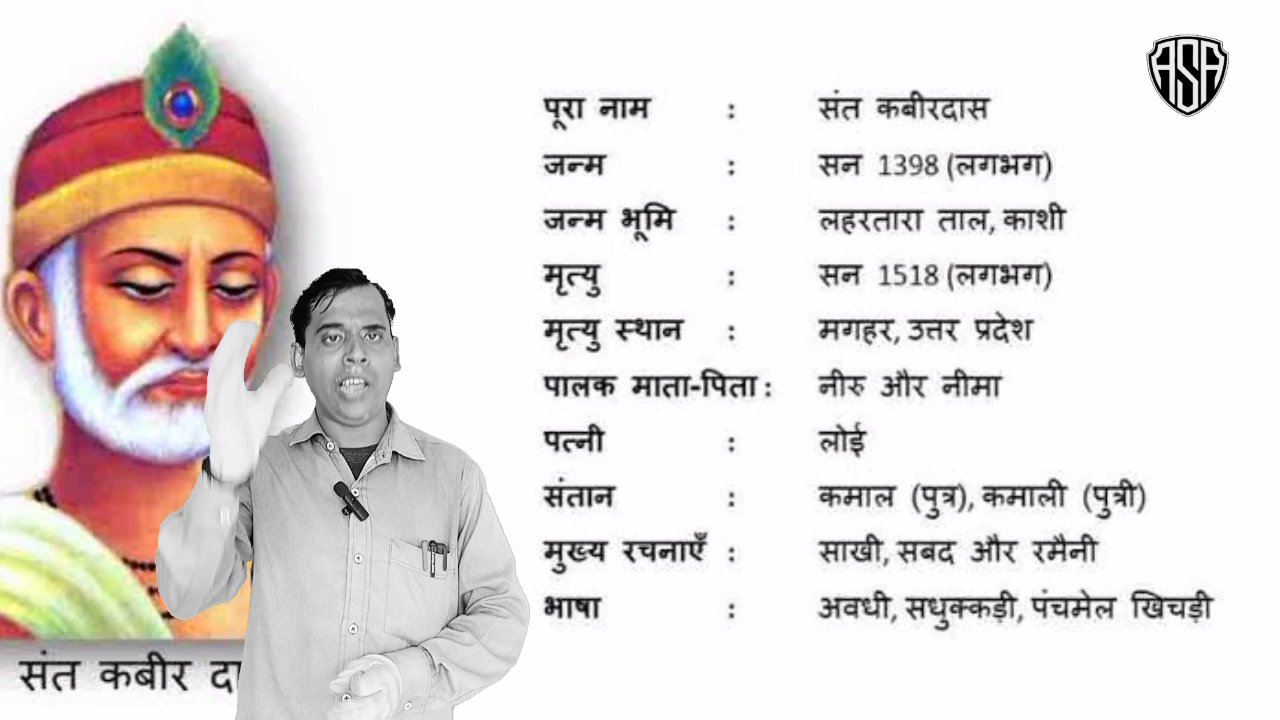 ASA
पूरा नाम : संत कबीरदास
जन्म : सन 1398 (लगभग)
जन्म भूमि : लहरतारा ताल, काशी
मृत्यु : सन 1518 (लगभग)
मृत्यु स्थान : मगहर, उत्तर प्रदेश
पालक माता-पिता : नीरु और नीमा
पत्नी : लोई
संतान : कमाल (पुत्र), कमाली (पुत्री)
मुख्य रचनाएँ : साखी, सबद और रमैनी
भाषा : अवधी, सधुक्कड़ी, पंचमेल खिचड़ी
संत कबीर